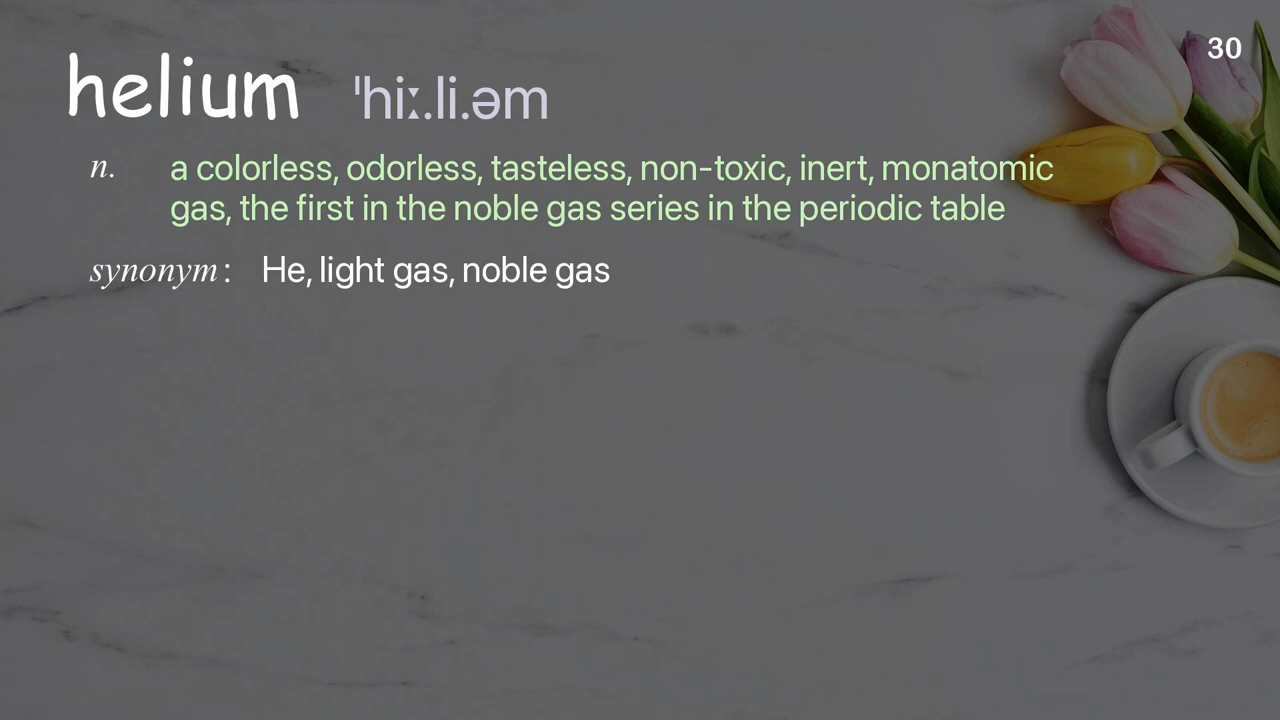 30
helium ˈhiː.li.əm
n. a colorless, odorless, tasteless, non-toxic, inert, monatomic
gas, the first in the noble gas series in the periodic table
synonym: He, light gas, noble gas